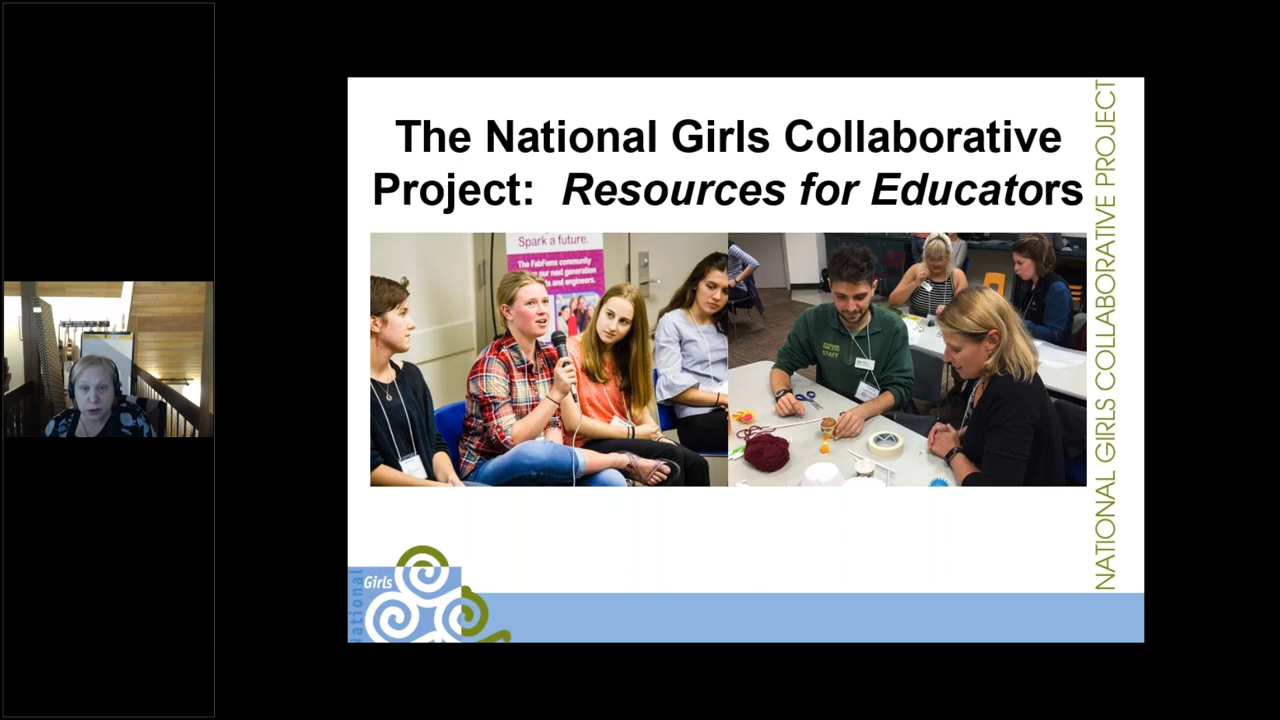 The National Girls Collaborative
Project: Resources for Educators
NATIONAL GIRLS COLLABORATIVE PROJECT
Spark a future.
The FabFems community
our next generation
and engineers.
STAFF
Girls
National